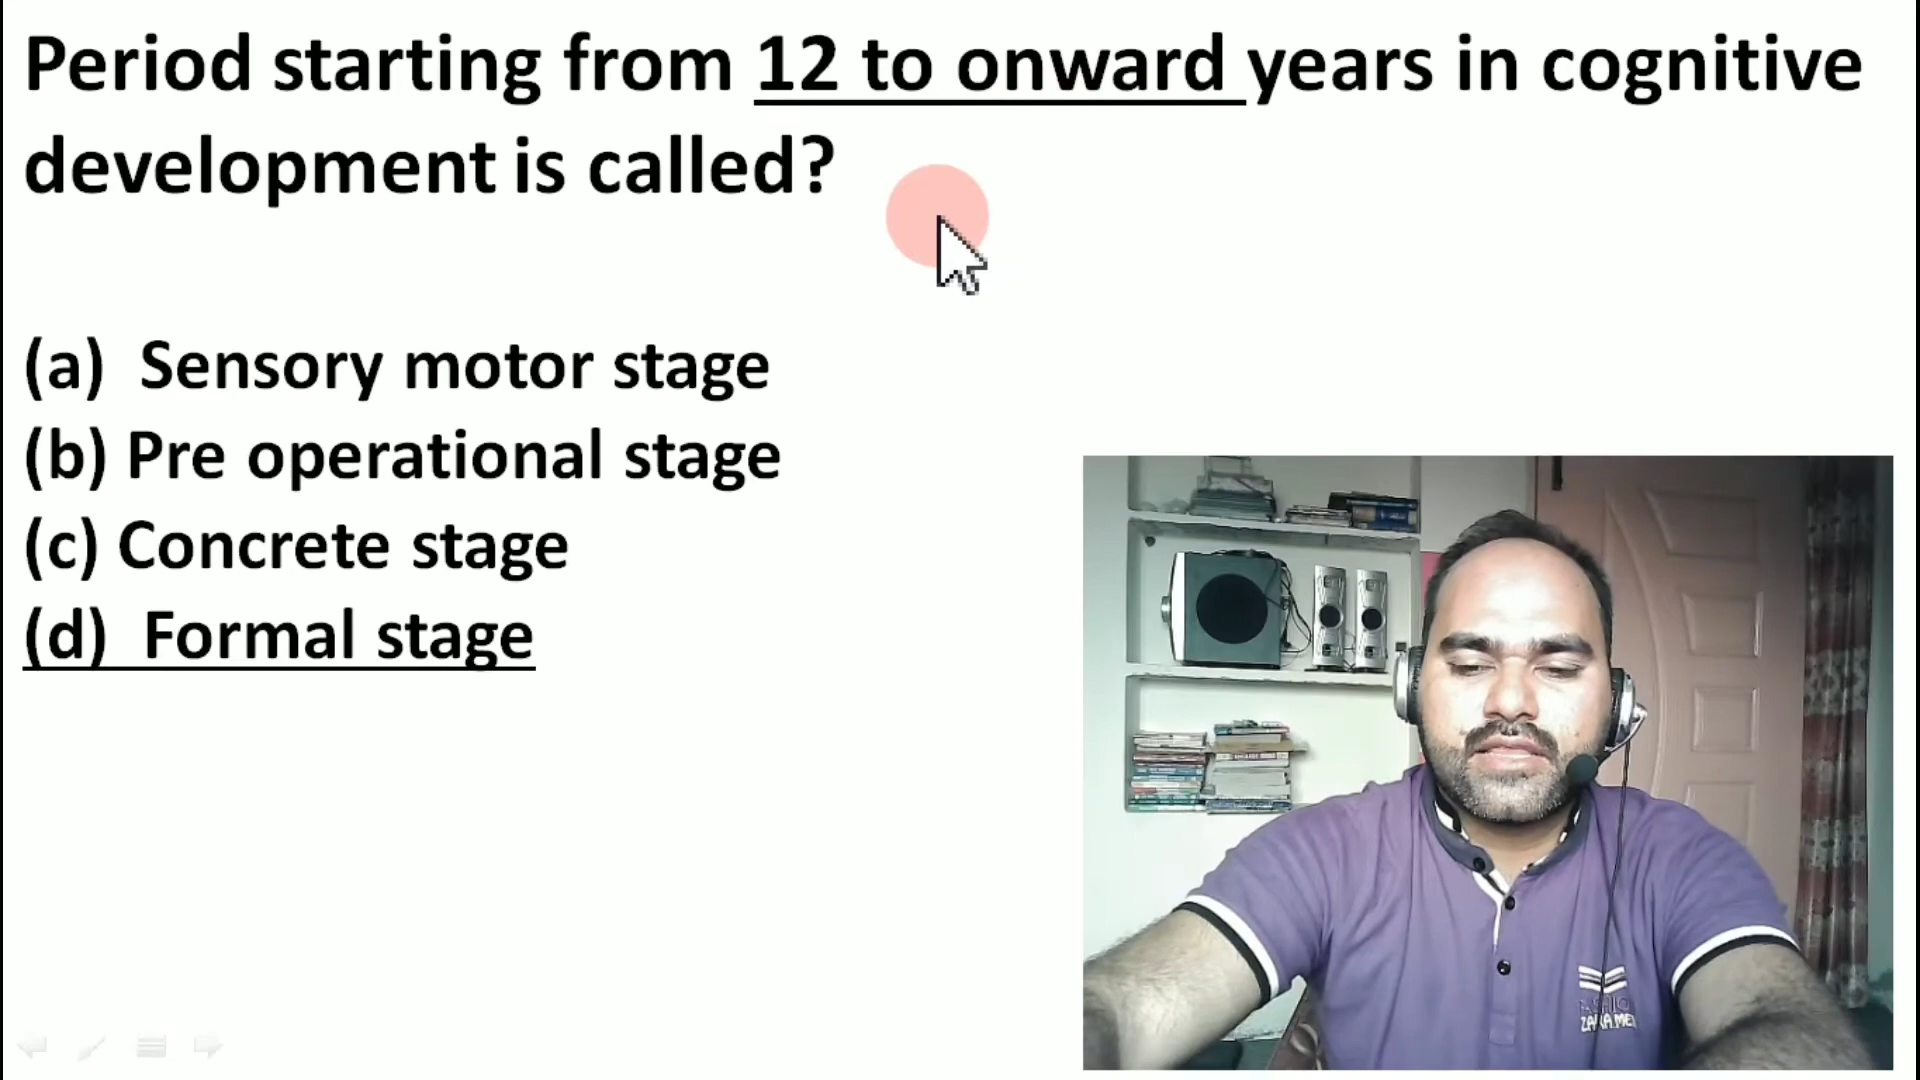 Period starting from 12 to onward years in cognitive
development is called?
(a) Sensory motor stage
(b) Pre operational stage
(c) Concrete stage
(d) Formal stage